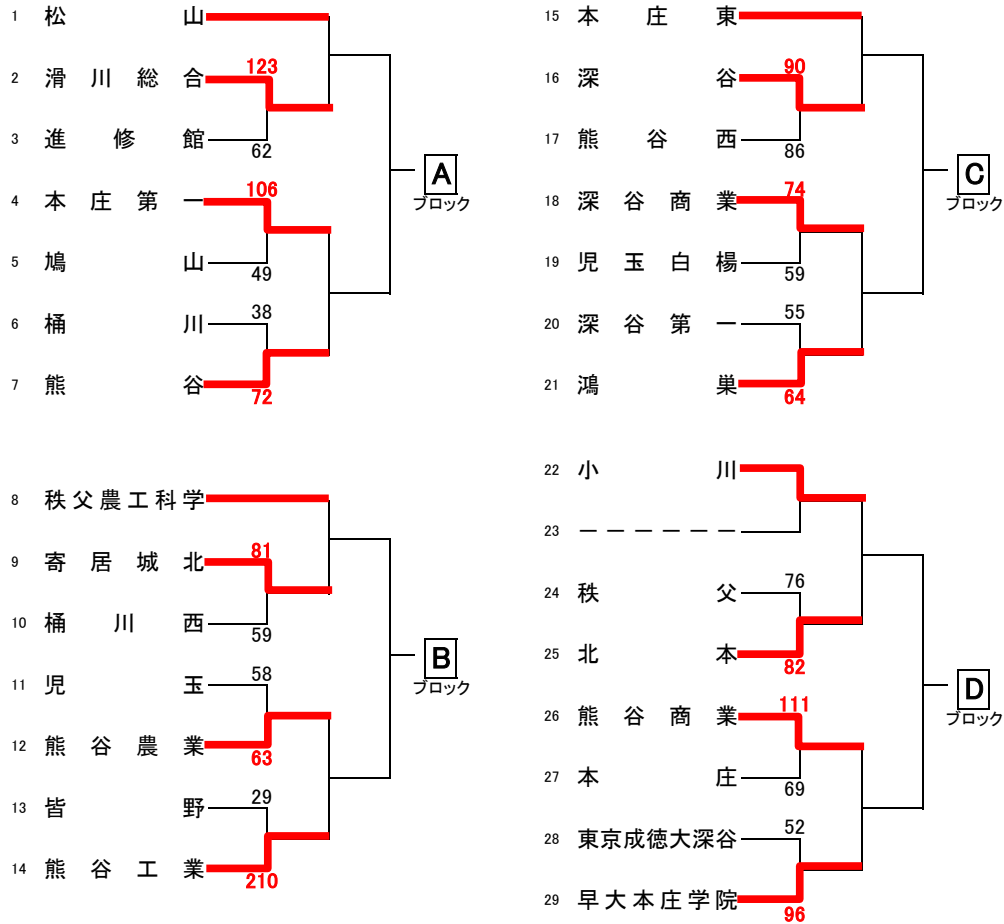 1 松山
2 滑川総合 123
3 進修館 62
4 本庄第一 106
5 鳩山 49
6 桶川 38
7 熊谷 72
A
ブロック
8 秩父農工科学
9 寄居城北 81
10 桶川西 59
11 児玉 58
12 熊谷農業 63
13 皆野 29
14 熊谷工業 210
B
ブロック
15 本庄東
16 深谷 90
17 熊谷西 86
18 深谷商業 74
19 児玉白楊 59
20 深谷第一 55
21 鴻巣 64
C
ブロック
22 小川
23 ーーーーーー
24 秩父 76
25 北本 82
26 熊谷商業 111
27 本庄 69
28 東京成徳大深谷 52
29 早大本庄学院 96
D
ブロック